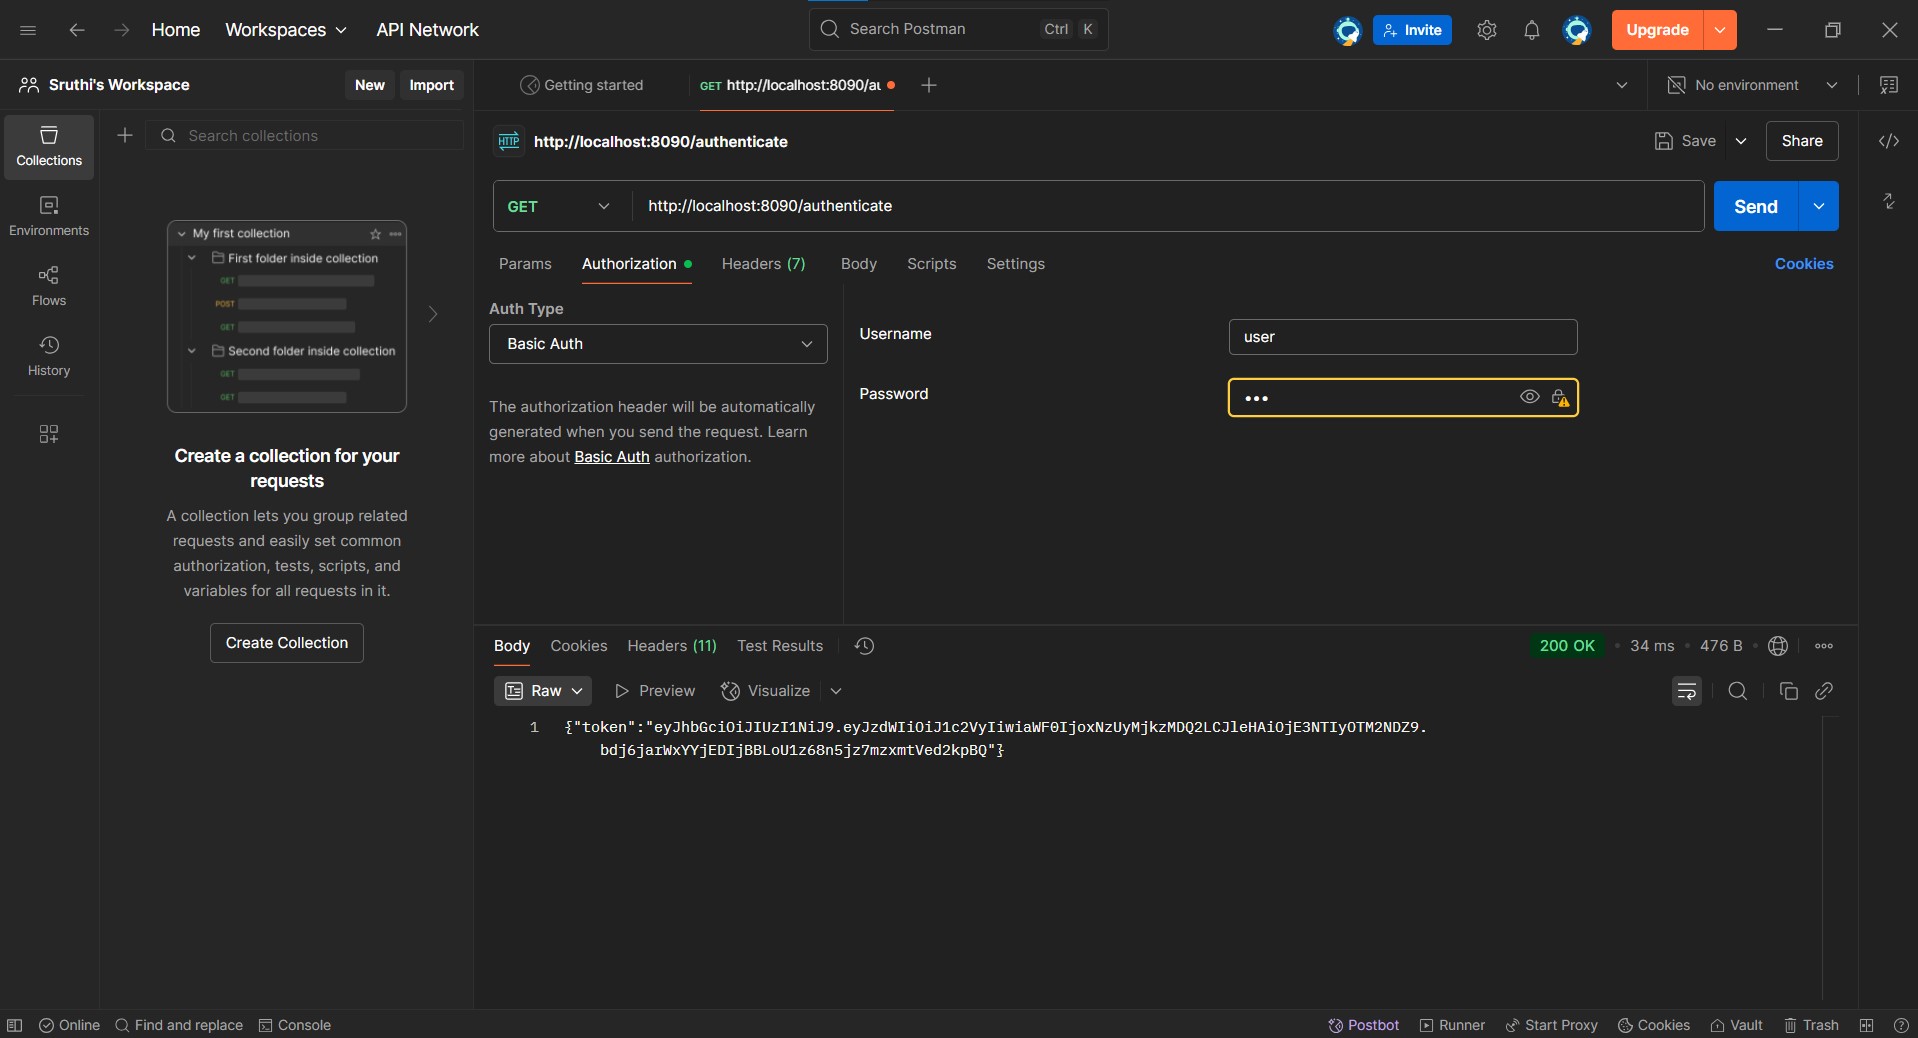 Home Workspaces API Network Search Postman Ctrl K Invite Upgrade
Sruthi's Workspace New Import Getting started GET http://localhost:8090/au No environment
Collections
Environments
Flows
History
Search collections
My first collection
First folder inside collection
GET
POST
GET
Second folder inside collection
GET
GET
Create a collection for your
requests
A collection lets you group related
requests and easily set common
authorization, tests, scripts, and
variables for all requests in it.
Create Collection
HTTP http://localhost:8090/authenticate Save Share
GET http://localhost:8090/authenticate Send
Params Authorization Headers (7) Body Scripts Settings Cookies
Auth Type
Basic Auth
The authorization header will be automatically
generated when you send the request. Learn
more about Basic Auth authorization.
Username user
Password •••
Body Cookies Headers (11) Test Results 200 OK • 34 ms • 476 B •
Raw Preview Visualize
1 {"token":"eyJhbGciOiJIUzI1NiJ9.eyJzdWIiOiJ1c2VyIiwiaWF0IjoxNzUyMjkzMDQ2LCJleHAiOjE3NTIyOTM2NDZ9.
bdj6jarWxYYjEDIjBBLoU1z68n5jz7mzxmtVed2kpBQ"}
Online Find and replace Console Postbot Runner Start Proxy Cookies Vault Trash